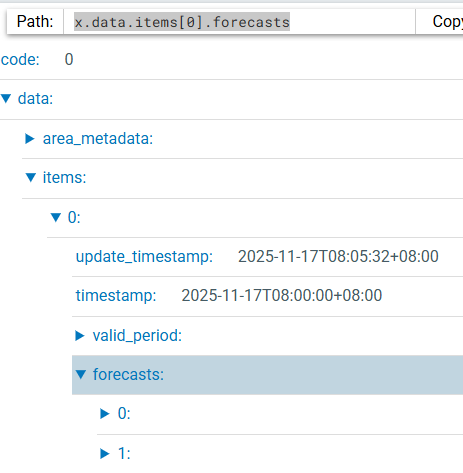 Path: x.data.items[0].forecasts Copy
code: 0
data:
area_metadata:
items:
0:
update_timestamp: 2025-11-17T08:05:32+08:00
timestamp: 2025-11-17T08:00:00+08:00
valid_period:
forecasts:
0:
1: